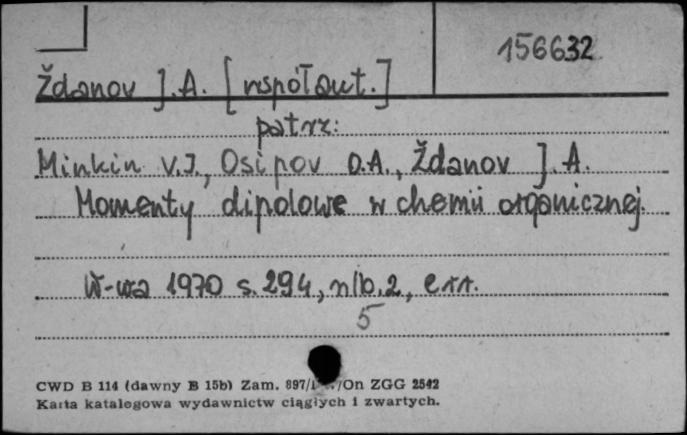 156632
Ždanov J.A. [współaut.]
patrz:
Minkin V.I., Osipov O.A., Ždanov J.A.
Momenty dipolowe w chemii organicznej.
W-wa 1970 s. 294, nlb. 2, err.
5
CWD B 114 (dawny B 15b) Zam. 897/ /On ZGG 2542
Karta katalogowa wydawnictw ciągłych i zwartych.